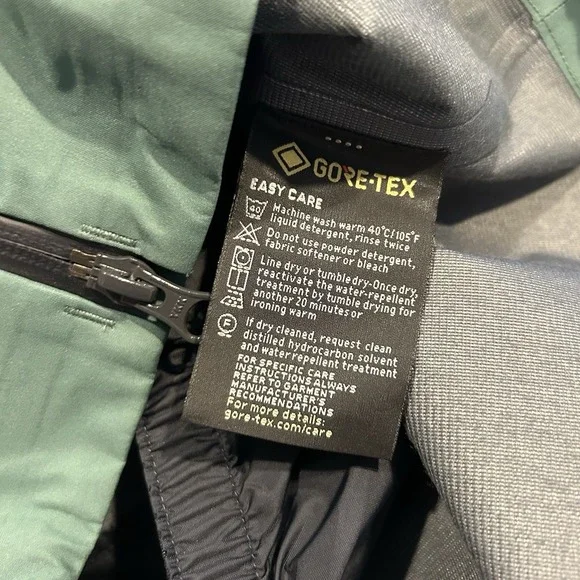 GORE-TEX
EASY CARE
40
Machine wash warm 40°C/105°F
liquid detergent, rinse twice
Do not use powder detergent,
fabric softener or bleach
Line dry or tumble dry-Once dry,
reactivate the water-repellent
treatment by tumble drying for
another 20 minutes or
ironing warm
F
If dry cleaned, request clean
distilled hydrocarbon solvent
and water repellent treatment
FOR SPECIFIC CARE
INSTRUCTIONS ALWAYS
REFER TO GARMENT
MANUFACTURER'S
RECOMMENDATIONS
For more details:
gore-tex.com/care